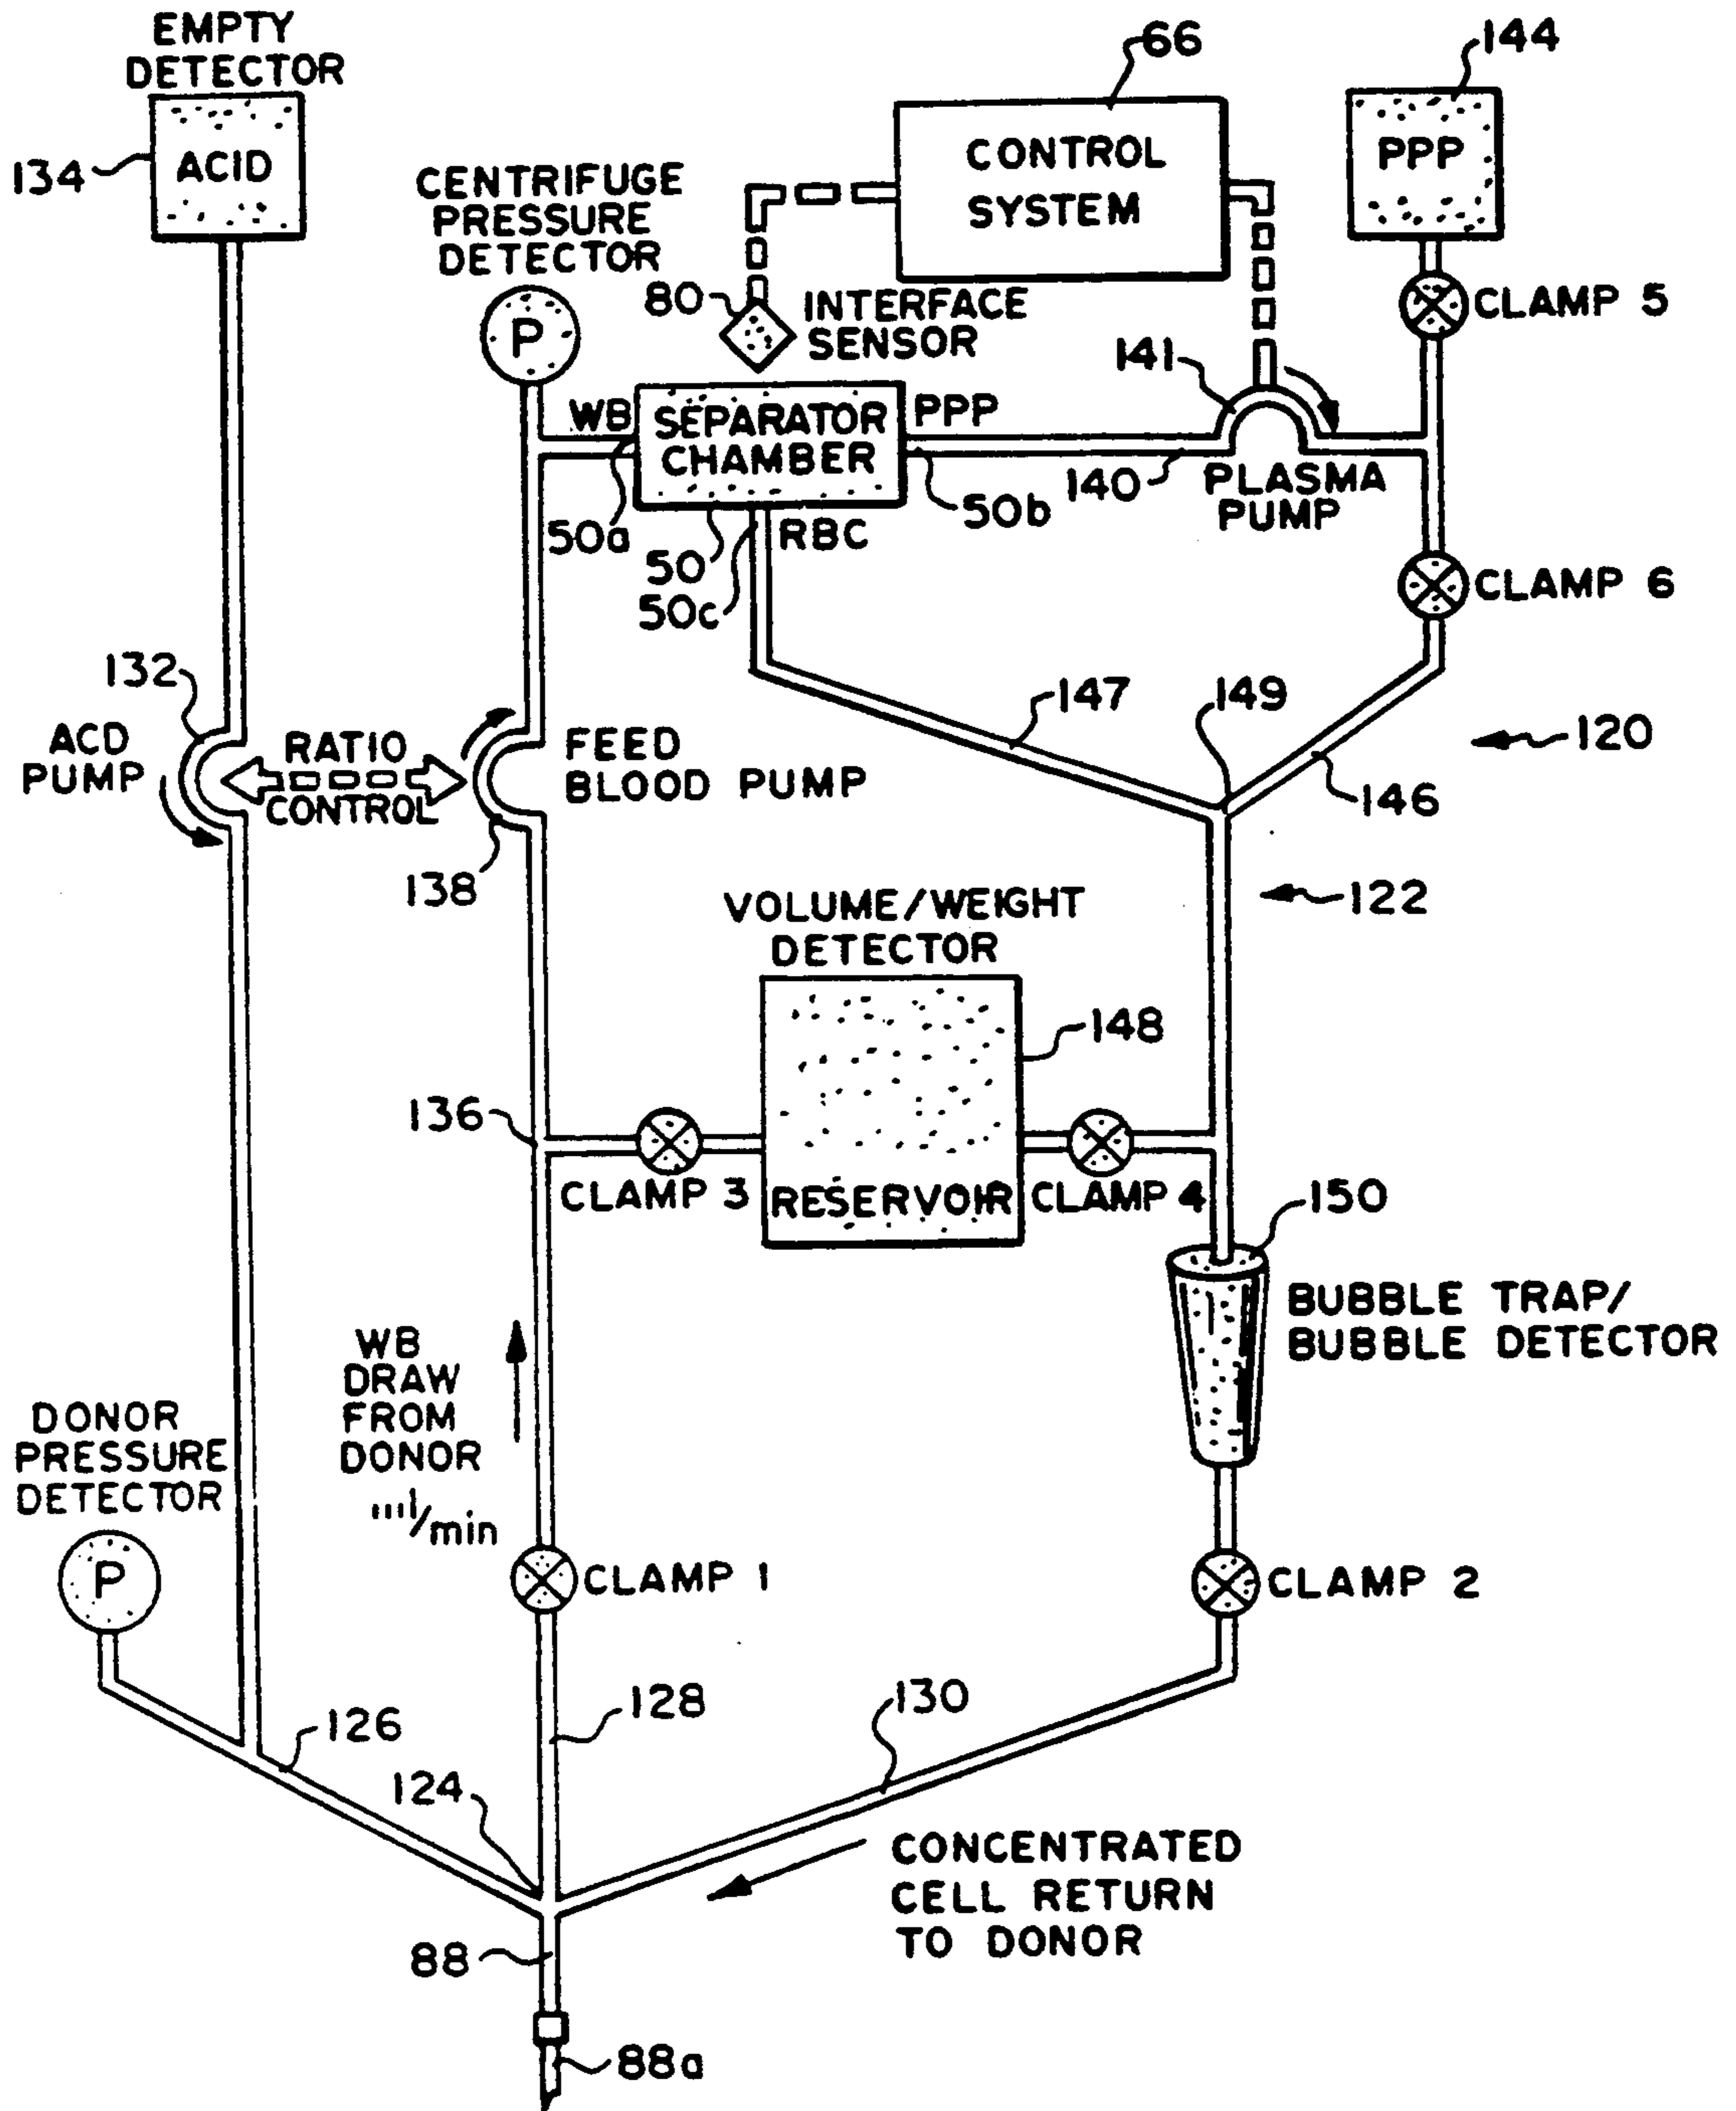 EMPTY
DETECTOR
134
ACID
66
CONTROL
SYSTEM
144
PPP
CLAMP 5
CENTRIFUGE
PRESSURE
DETECTOR
P
80
INTERFACE
SENSOR
141
WB
SEPARATOR
CHAMBER
PPP
50a
50
50c
RBC
50b
140
PLASMA
PUMP
CLAMP 6
132
ACD
PUMP
RATIO
CONTROL
FEED
BLOOD PUMP
138
147
149
120
146
122
VOLUME/WEIGHT
DETECTOR
148
136
CLAMP 3
RESERVOIR
CLAMP 4
150
BUBBLE TRAP/
BUBBLE DETECTOR
WB
DRAW
FROM
DONOR
/min
DONOR
PRESSURE
DETECTOR
P
CLAMP 1
CLAMP 2
126
128
130
124
CONCENTRATED
CELL RETURN
TO DONOR
88
88a